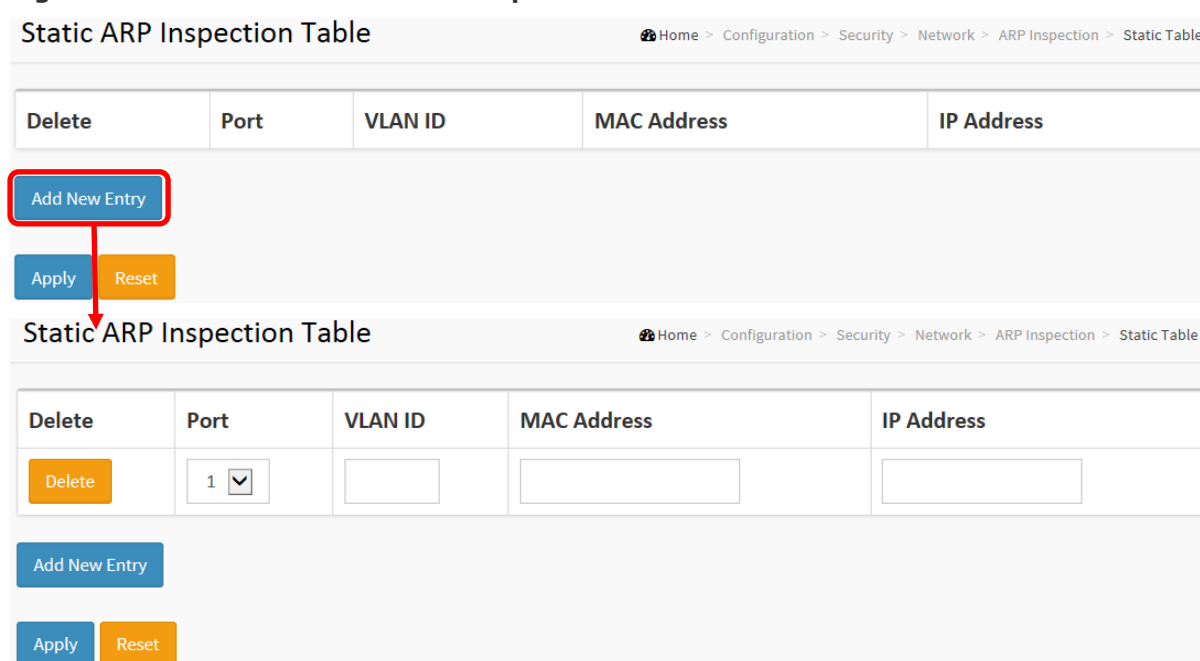 Static ARP Inspection Table
Home > Configuration > Security > Network > ARP Inspection > Static Table
Delete Port VLAN ID MAC Address IP Address
Add New Entry
Apply Reset
Static ARP Inspection Table
Home > Configuration > Security > Network > ARP Inspection > Static Table
Delete Port VLAN ID MAC Address IP Address
Delete 1
Add New Entry
Apply Reset